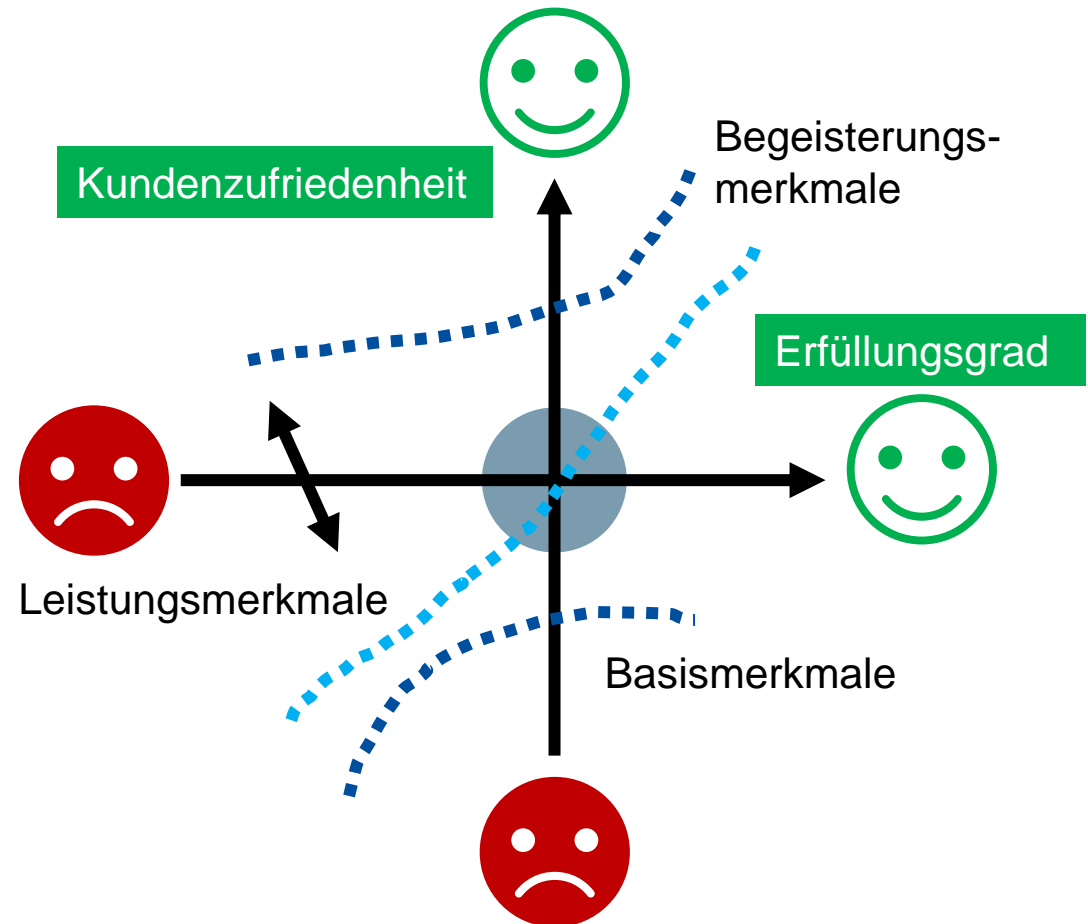 Begeisterungs-
merkmale
Kundenzufriedenheit
Erfüllungsgrad
Leistungsmerkmale
Basismerkmale